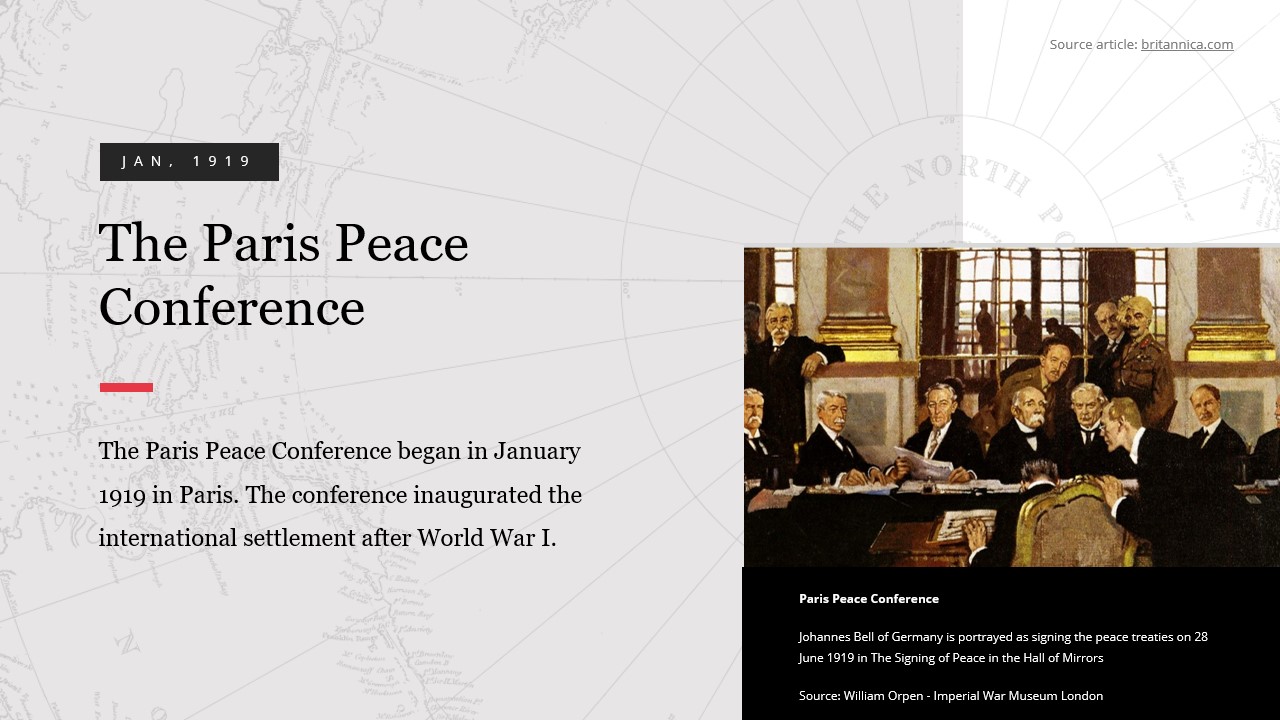 Source article: britannica.com
THE NORTH PO
JAN, 1919
The Paris Peace
Conference
The Paris Peace Conference began in January
1919 in Paris. The conference inaugurated the
international settlement after World War I.
Paris Peace Conference
Johannes Bell of Germany is portrayed as signing the peace treaties on 28
June 1919 in The Signing of Peace in the Hall of Mirrors
Source: William Orpen - Imperial War Museum London